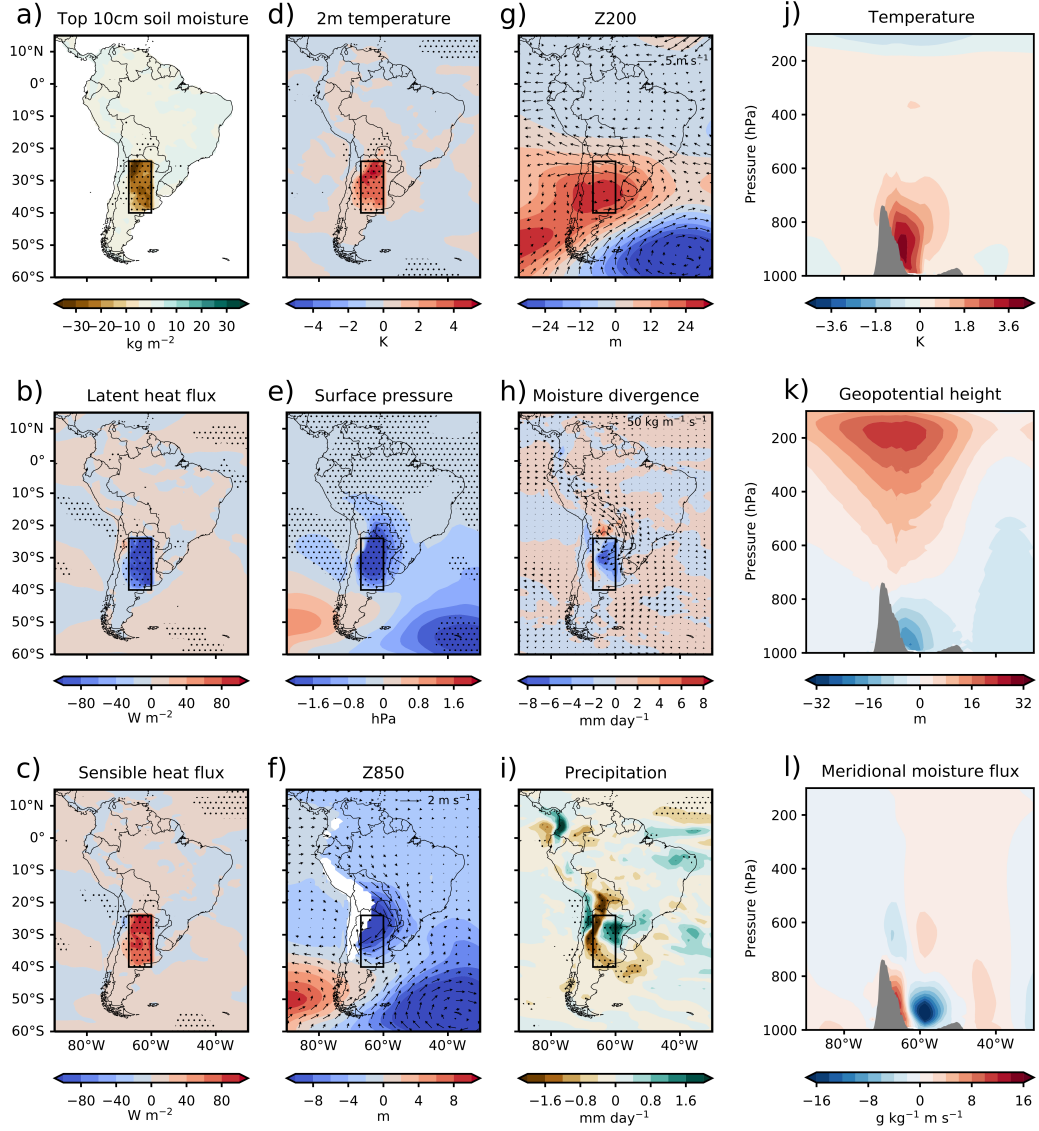 a) Top 10cm soil moisture
15°N
0°
10°S
20°S
30°S
40°S
50°S
60°S
−30 −20 −10 0 10 20 30
kg m⁻²
d) 2m temperature
−4 −2 0 2 4
K
g) Z200
5 m s⁻¹
−24 −12 0 12 24
m
j) Temperature
Pressure (hPa)
200
400
600
800
1000
−3.6 −1.8 0 1.8 3.6
K
b) Latent heat flux
15°N
0°
10°S
20°S
30°S
40°S
50°S
60°S
−80 −40 0 40 80
W m⁻²
e) Surface pressure
−1.6 −0.8 0 0.8 1.6
hPa
h) Moisture divergence
50 kg m⁻¹ s⁻¹
−8 −6 −4 −2 0 2 4 6 8
mm day⁻¹
k) Geopotential height
Pressure (hPa)
200
400
600
800
1000
−32 −16 0 16 32
m
c) Sensible heat flux
15°N
0°
10°S
20°S
30°S
40°S
50°S
60°S
80°W 60°W 40°W
−80 −40 0 40 80
W m⁻²
f) Z850
2 m s⁻¹
80°W 60°W 40°W
−8 −4 0 4 8
m
i) Precipitation
80°W 60°W 40°W
−1.6 −0.8 0 0.8 1.6
mm day⁻¹
l) Meridional moisture flux
Pressure (hPa)
200
400
600
800
1000
80°W 60°W 40°W
−16 −8 0 8 16
g kg⁻¹ m s⁻¹